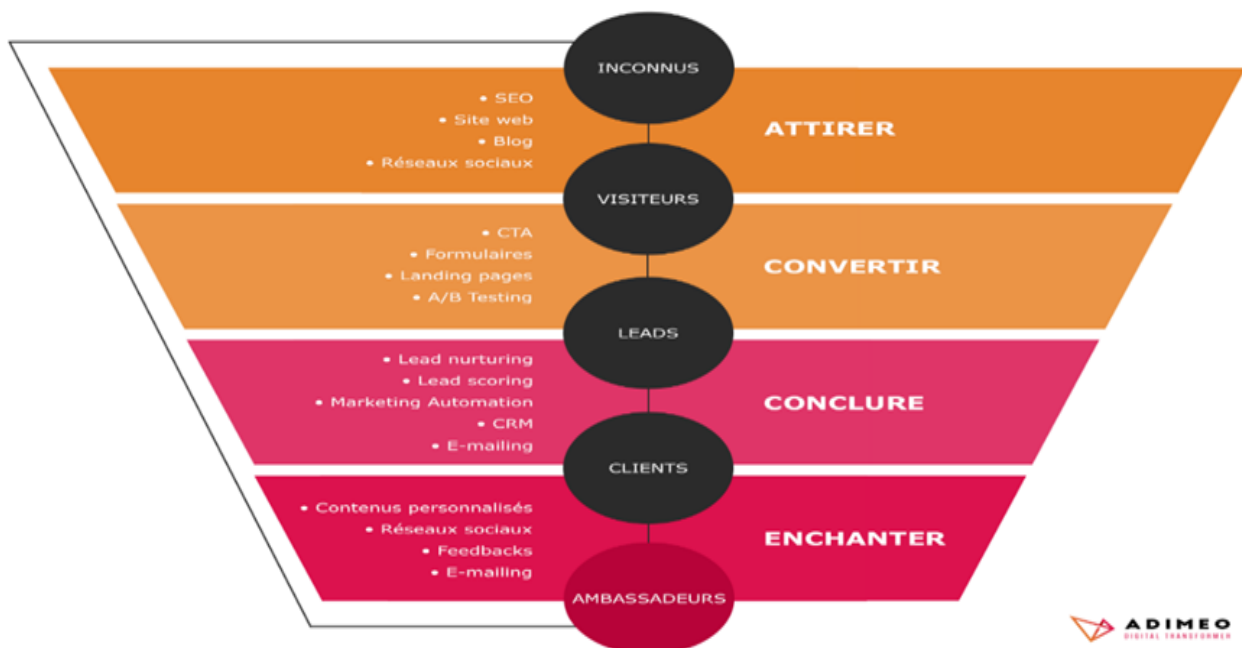 INCONNUS
• SEO
• Site web
• Blog
• Réseaux sociaux
ATTIRER
VISITEURS
• CTA
• Formulaires
• Landing pages
• A/B Testing
CONVERTIR
LEADS
• Lead nurturing
• Lead scoring
• Marketing Automation
• CRM
• E-mailing
CONCLURE
CLIENTS
• Contenus personnalisés
• Réseaux sociaux
• Feedbacks
• E-mailing
ENCHANTER
AMBASSADEURS
ADIMEO
DIGITAL TRANSFORMER